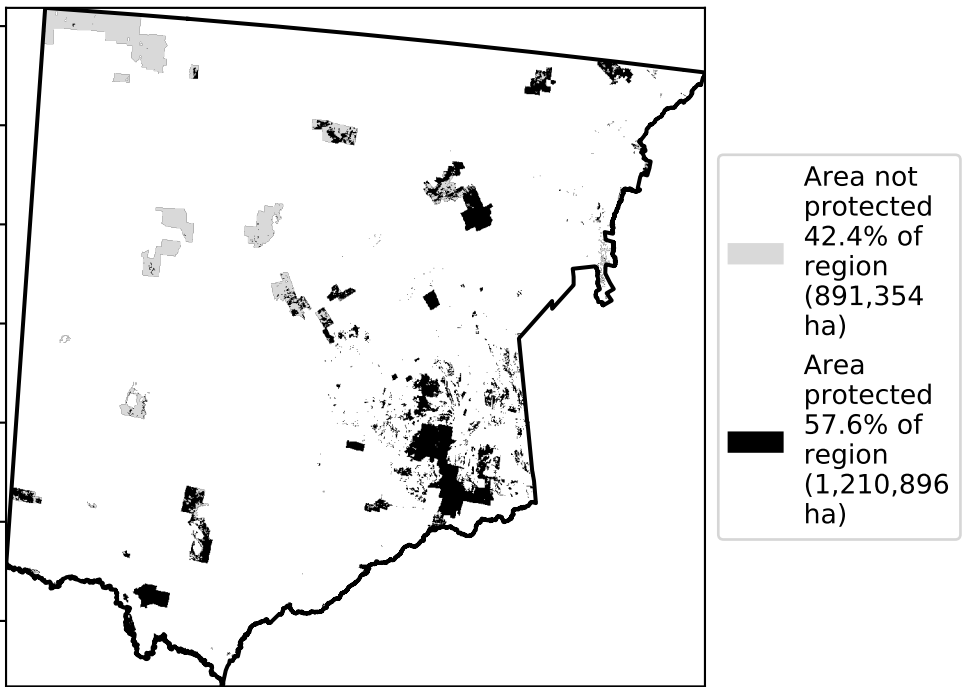 Area not
protected
42.4% of
region
(891,354
ha)
Area
protected
57.6% of
region
(1,210,896
ha)